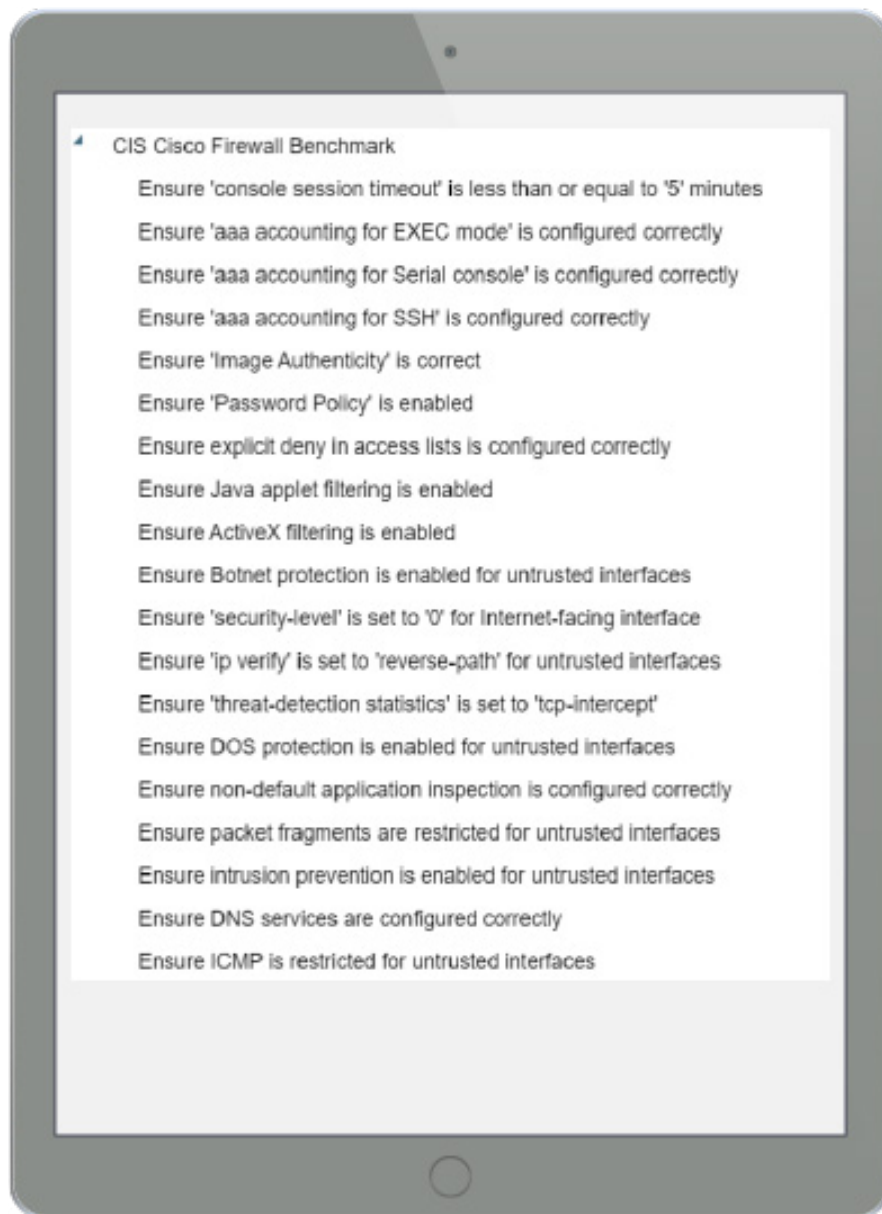 CIS Cisco Firewall Benchmark
Ensure 'console session timeout' is less than or equal to '5' minutes
Ensure 'aaa accounting for EXEC mode' is configured correctly
Ensure 'aaa accounting for Serial console' is configured correctly
Ensure 'aaa accounting for SSH' is configured correctly
Ensure 'Image Authenticity' is correct
Ensure 'Password Policy' is enabled
Ensure explicit deny in access lists is configured correctly
Ensure Java applet filtering is enabled
Ensure ActiveX filtering is enabled
Ensure Botnet protection is enabled for untrusted interfaces
Ensure 'security-level' is set to '0' for Internet-facing interface
Ensure 'ip verify' is set to 'reverse-path' for untrusted interfaces
Ensure 'threat-detection statistics' is set to 'tcp-intercept'
Ensure DOS protection is enabled for untrusted interfaces
Ensure non-default application inspection is configured correctly
Ensure packet fragments are restricted for untrusted interfaces
Ensure intrusion prevention is enabled for untrusted interfaces
Ensure DNS services are configured correctly
Ensure ICMP is restricted for untrusted interfaces